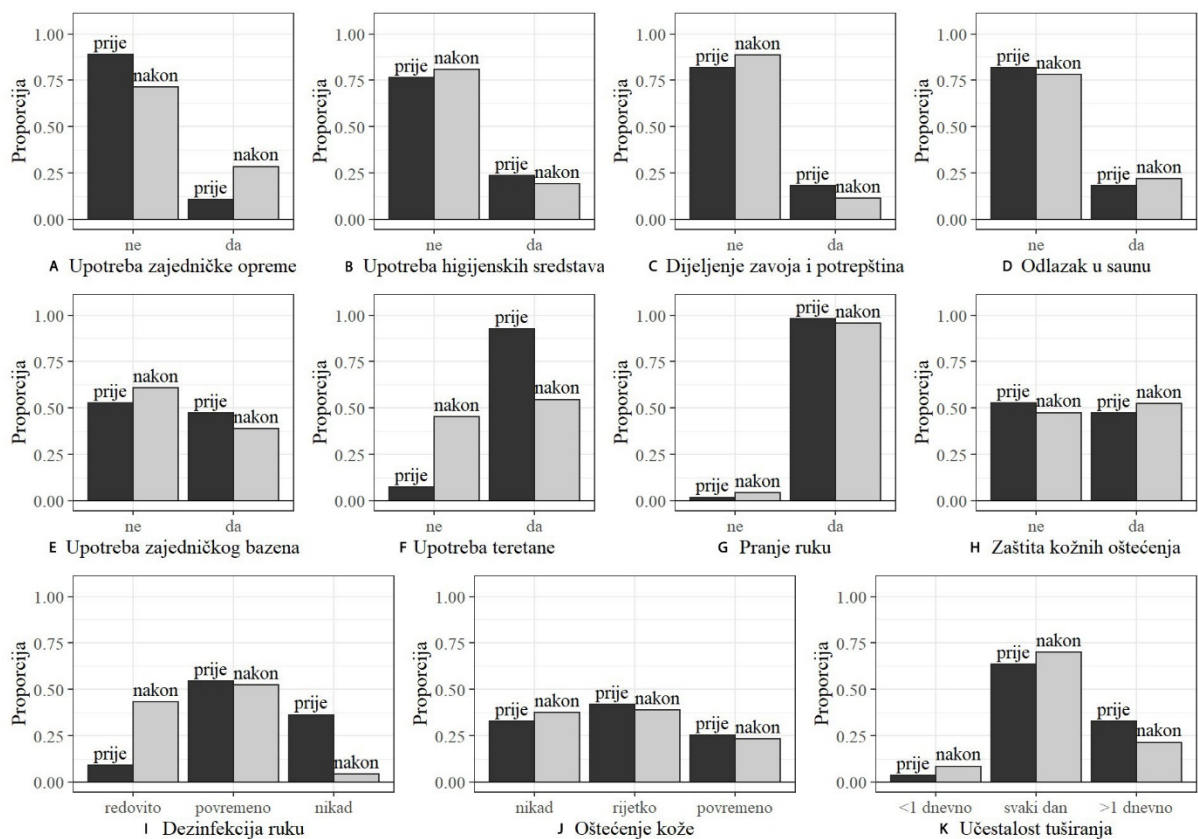 Proporcija
1.00
0.75
0.50
0.25
0.00
prije
nakon
prije
nakon
ne
da
A Upotreba zajedničke opreme
Proporcija
1.00
0.75
0.50
0.25
0.00
prije
nakon
prije
nakon
ne
da
B Upotreba higijenskih sredstava
Proporcija
1.00
0.75
0.50
0.25
0.00
prije
nakon
prije
nakon
ne
da
C Dijeljenje zavoja i potrepština
Proporcija
1.00
0.75
0.50
0.25
0.00
prije
nakon
prije
nakon
ne
da
D Odlazak u saunu
Proporcija
1.00
0.75
0.50
0.25
0.00
prije
nakon
prije
nakon
ne
da
E Upotreba zajedničkog bazena
Proporcija
1.00
0.75
0.50
0.25
0.00
prije
nakon
prije
nakon
ne
da
F Upotreba teretane
Proporcija
1.00
0.75
0.50
0.25
0.00
prije
nakon
prije
nakon
ne
da
G Pranje ruku
Proporcija
1.00
0.75
0.50
0.25
0.00
prije
nakon
prije
nakon
ne
da
H Zaštita kožnih oštećenja
Proporcija
1.00
0.75
0.50
0.25
0.00
prije
nakon
prije
nakon
prije
nakon
redovito
povremeno
nikad
I Dezinfekcija ruku
Proporcija
1.00
0.75
0.50
0.25
0.00
prije
nakon
prije
nakon
prije
nakon
nikad
rijetko
povremeno
J Oštećenje kože
Proporcija
1.00
0.75
0.50
0.25
0.00
prije
nakon
prije
nakon
prije
nakon
<1 dnevno
svaki dan
>1 dnevno
K Učestalost tuširanja